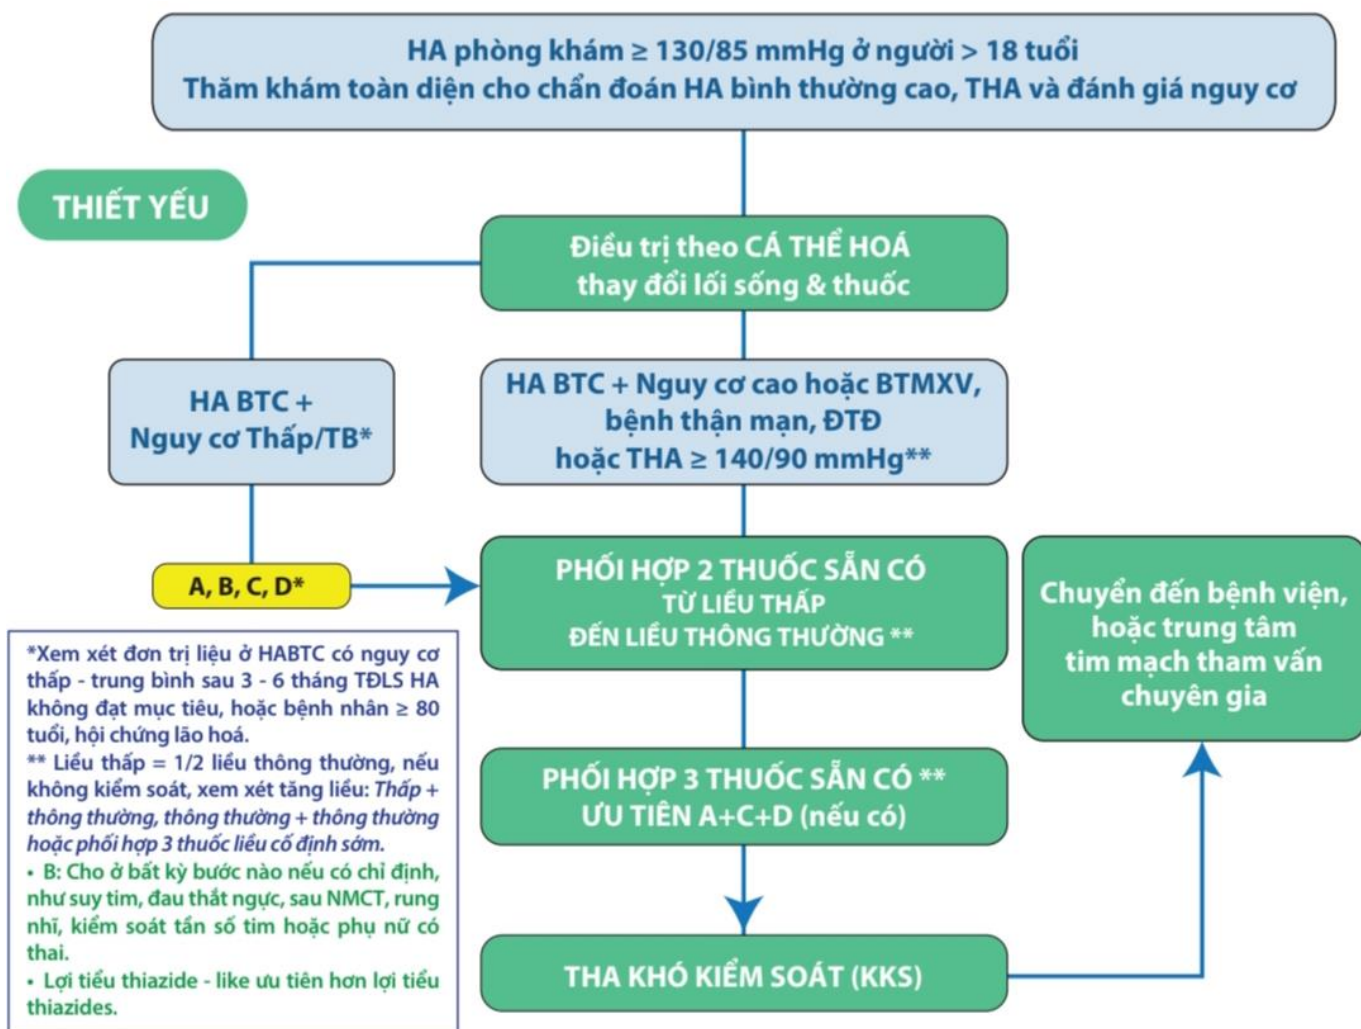 HA phòng khám ≥ 130/85 mmHg ở người > 18 tuổi
Thăm khám toàn diện cho chẩn đoán HA bình thường cao, THA và đánh giá nguy cơ
THIẾT YẾU
Điều trị theo CÁ THỂ HOÁ
thay đổi lối sống & thuốc
HA BTC +
Nguy cơ Thấp/TB*
HA BTC + Nguy cơ cao hoặc BTMXV,
bệnh thận mạn, ĐTĐ
hoặc THA ≥ 140/90 mmHg**
A, B, C, D*
PHỐI HỢP 2 THUỐC SẴN CÓ
TỪ LIỀU THẤP
ĐẾN LIỀU THÔNG THƯỜNG **
Chuyển đến bệnh viện,
hoặc trung tâm
tim mạch tham vấn
chuyên gia
*Xem xét đơn trị liệu ở HABTC có nguy cơ
thấp - trung bình sau 3 - 6 tháng TĐLS HA
không đạt mục tiêu, hoặc bệnh nhân ≥ 80
tuổi, hội chứng lão hoá.
** Liều thấp = 1/2 liều thông thường, nếu
không kiểm soát, xem xét tăng liều: Thấp +
thông thường, thông thường + thông thường
hoặc phối hợp 3 thuốc liều cố định sớm.
• B: Cho ở bất kỳ bước nào nếu có chỉ định,
như suy tim, đau thắt ngực, sau NMCT, rung
nhĩ, kiểm soát tần số tim hoặc phụ nữ có
thai.
• Lợi tiểu thiazide - like ưu tiên hơn lợi tiểu
thiazides.
PHỐI HỢP 3 THUỐC SẴN CÓ **
ƯU TIÊN A+C+D (nếu có)
THA KHÓ KIỂM SOÁT (KKS)